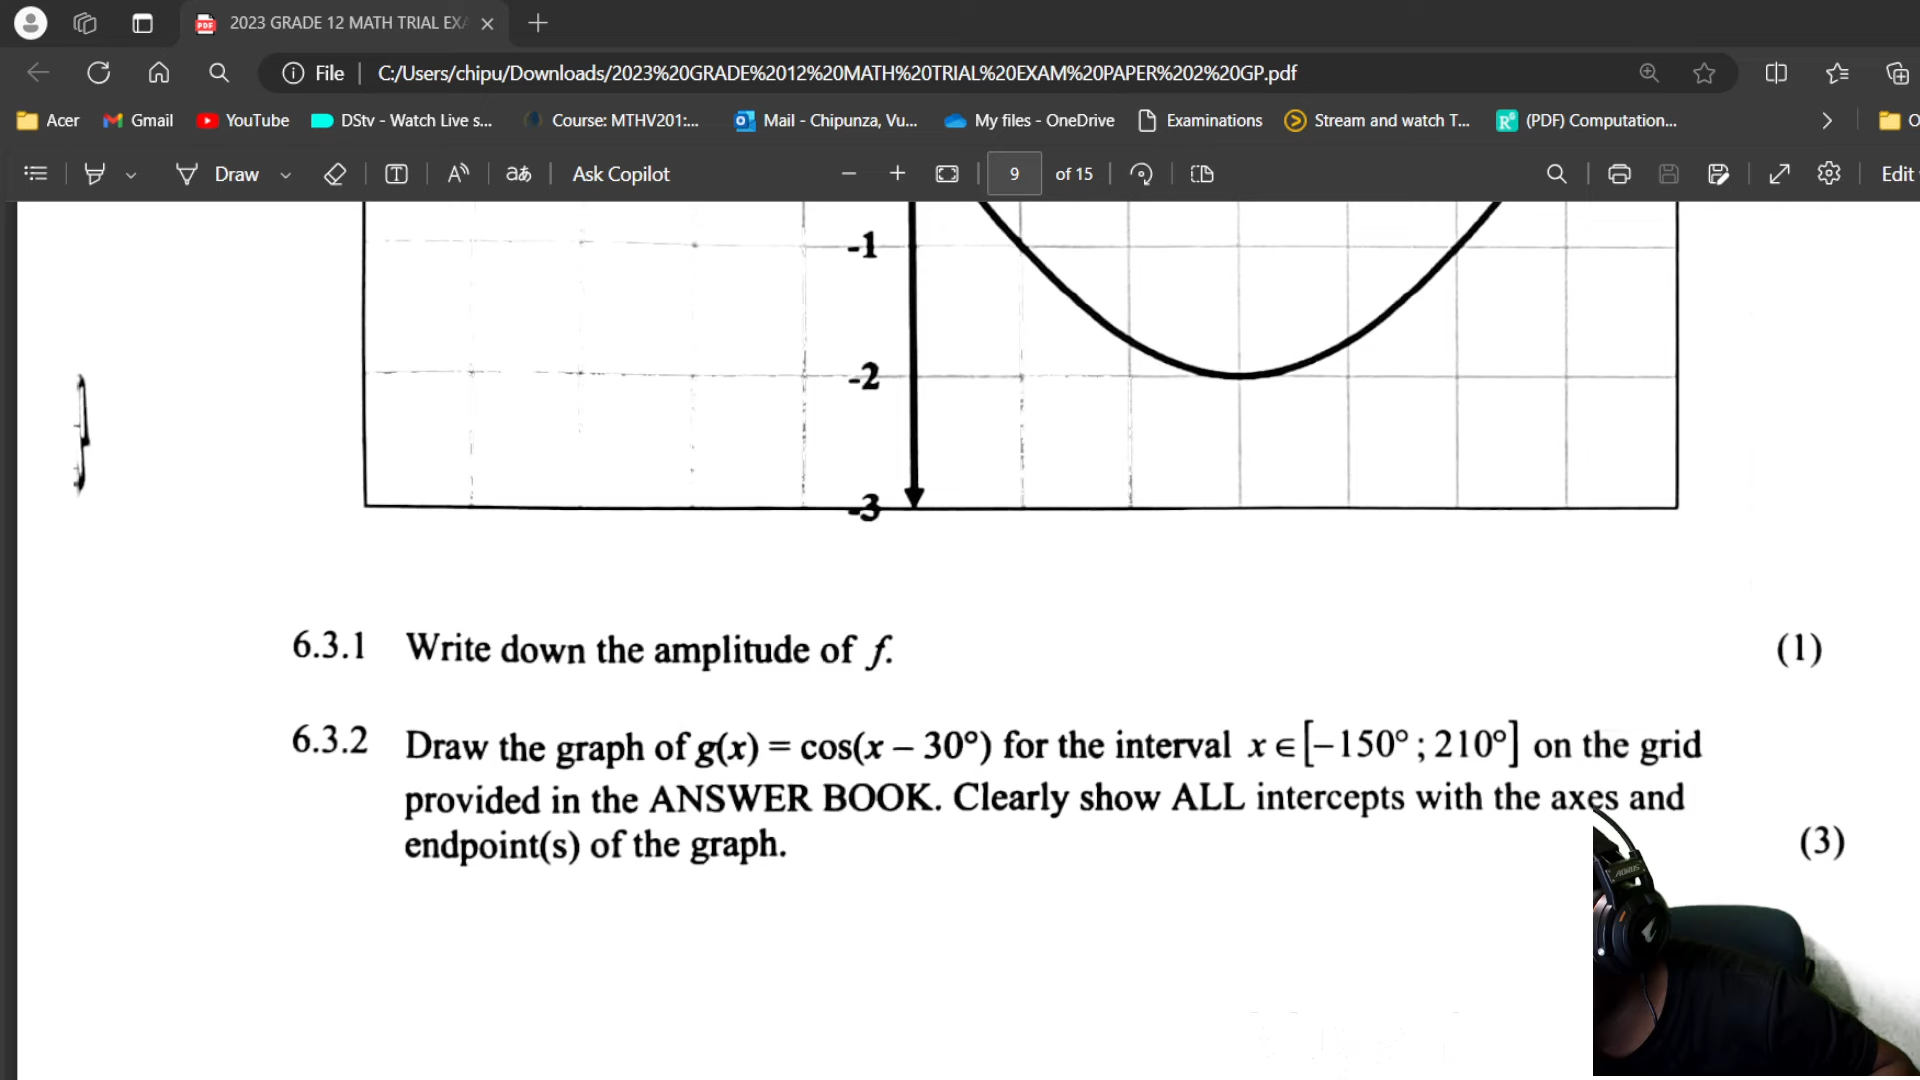 2023 GRADE 12 MATH TRIAL EXA
File C:/Users/chipu/Downloads/2023%20GRADE%2012%20MATH%20TRIAL%20EXAM%20PAPER%202%20GP.pdf
Acer Gmail YouTube DStv - Watch Live s... Course: MTHV201:... Mail - Chipunza, Vu... My files - OneDrive Examinations Stream and watch T... (PDF) Computation...
Draw Ask Copilot 9 of 15 Edit
-1
-2
-3
6.3.1 Write down the amplitude of f. (1)
6.3.2 Draw the graph of g(x) = cos(x – 30°) for the interval x ∈ [–150° ; 210°] on the grid
provided in the ANSWER BOOK. Clearly show ALL intercepts with the axes and
endpoint(s) of the graph. (3)
AORUS